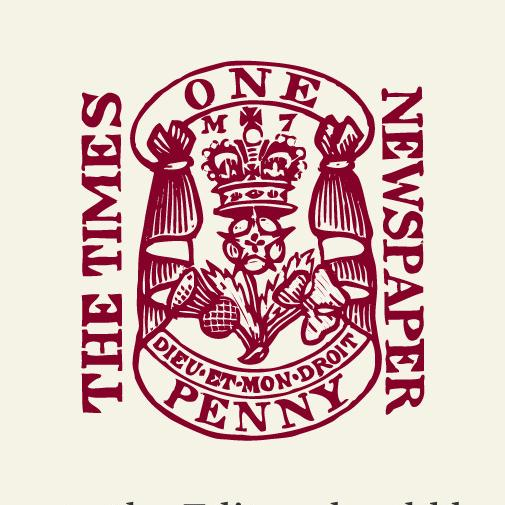 ONE
M 7
THE TIMES
NEWSPAPER
DIEU·ET·MON·DROIT
PENNY